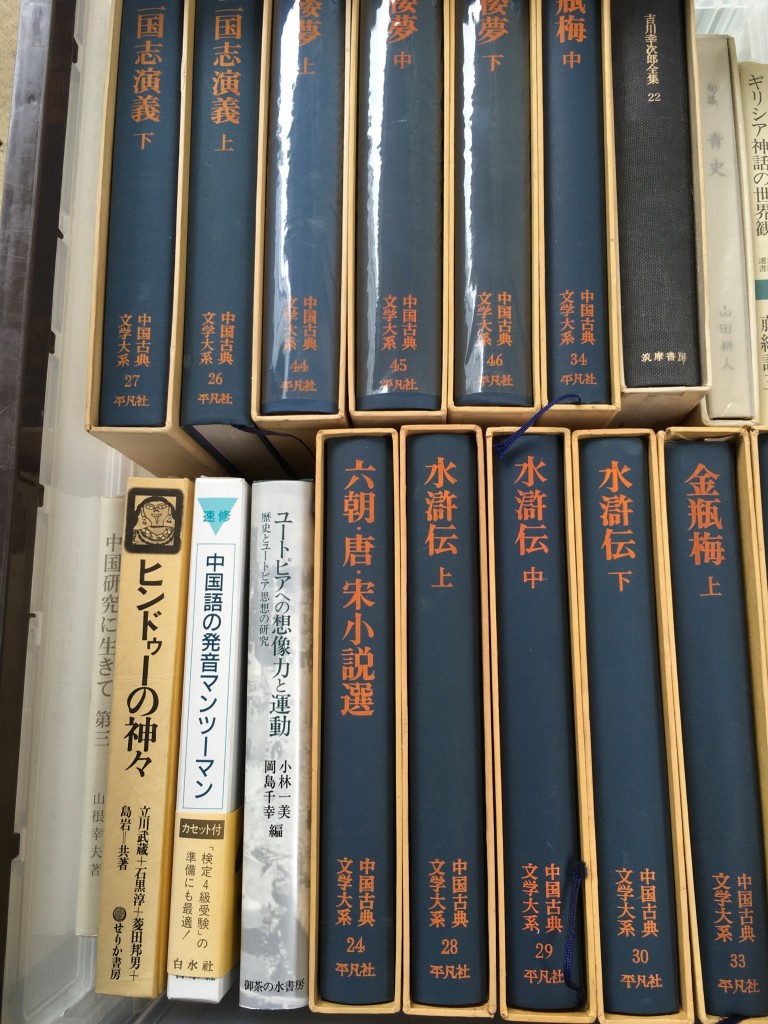 三国志演義 下
中国古典
文学大系
27
平凡社
三国志演義 上
中国古典
文学大系
26
平凡社
楼夢 上
中国古典
文学大系
44
平凡社
楼夢 中
中国古典
文学大系
45
平凡社
楼夢 下
中国古典
文学大系
46
平凡社
瓶梅 中
中国古典
文学大系
34
平凡社
吉川幸次郎全集 22
筑摩書房
句集 青史
山田耕人
ギリシア神話の世界観
選書
藤縄謙三
中国研究に生きて 第三
山根幸夫著
ヒンドゥーの神々
立川武蔵+石黒淳+菱田邦男+
島岩=共著
せりか書房
速修
中国語の発音マンツーマン
カセット付
「検定4級受験」の
準備にも最適!
白水社
ユートピアへの想像力と運動
歴史とユートピア思想の研究
小林一美
岡島千幸 編
御茶の水書房
六朝・唐・宋小説選
中国古典
文学大系
24
平凡社
水滸伝 上
中国古典
文学大系
28
平凡社
水滸伝 中
中国古典
文学大系
29
平凡社
水滸伝 下
中国古典
文学大系
30
平凡社
金瓶梅 上
中国古典
文学大系
33
平凡社